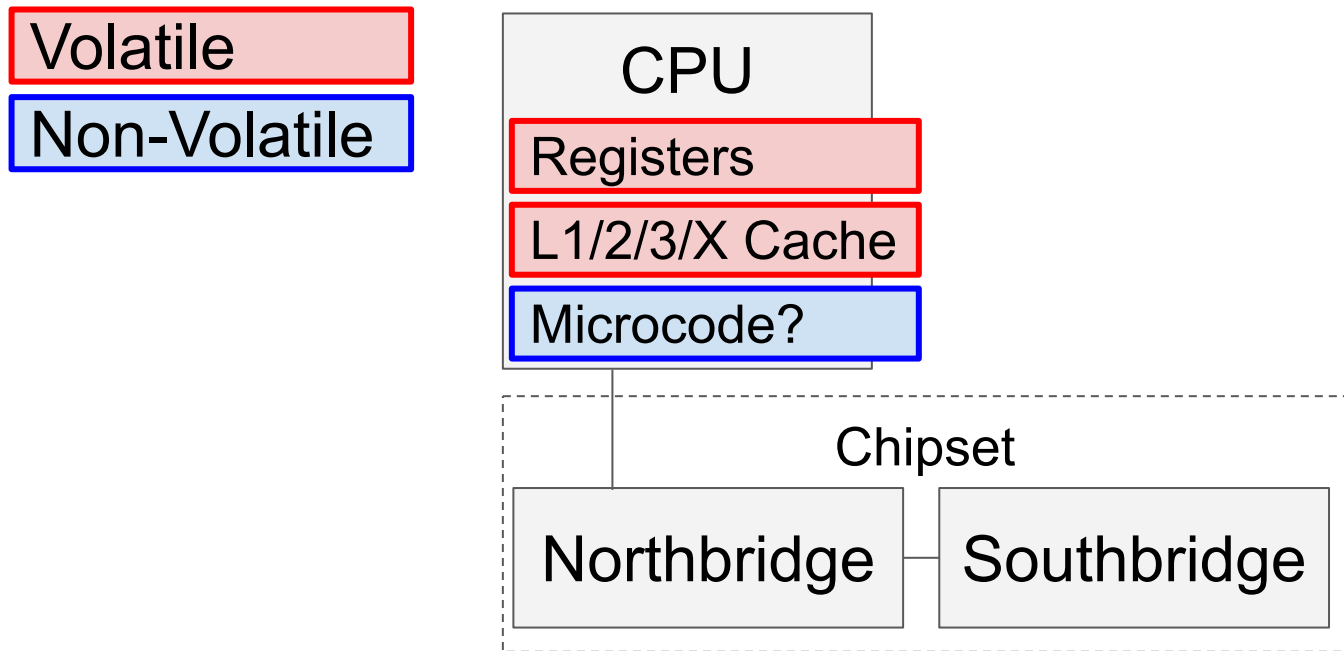 Volatile
Non-Volatile
CPU
Registers
L1/2/3/X Cache
Microcode?
Chipset
Northbridge
Southbridge